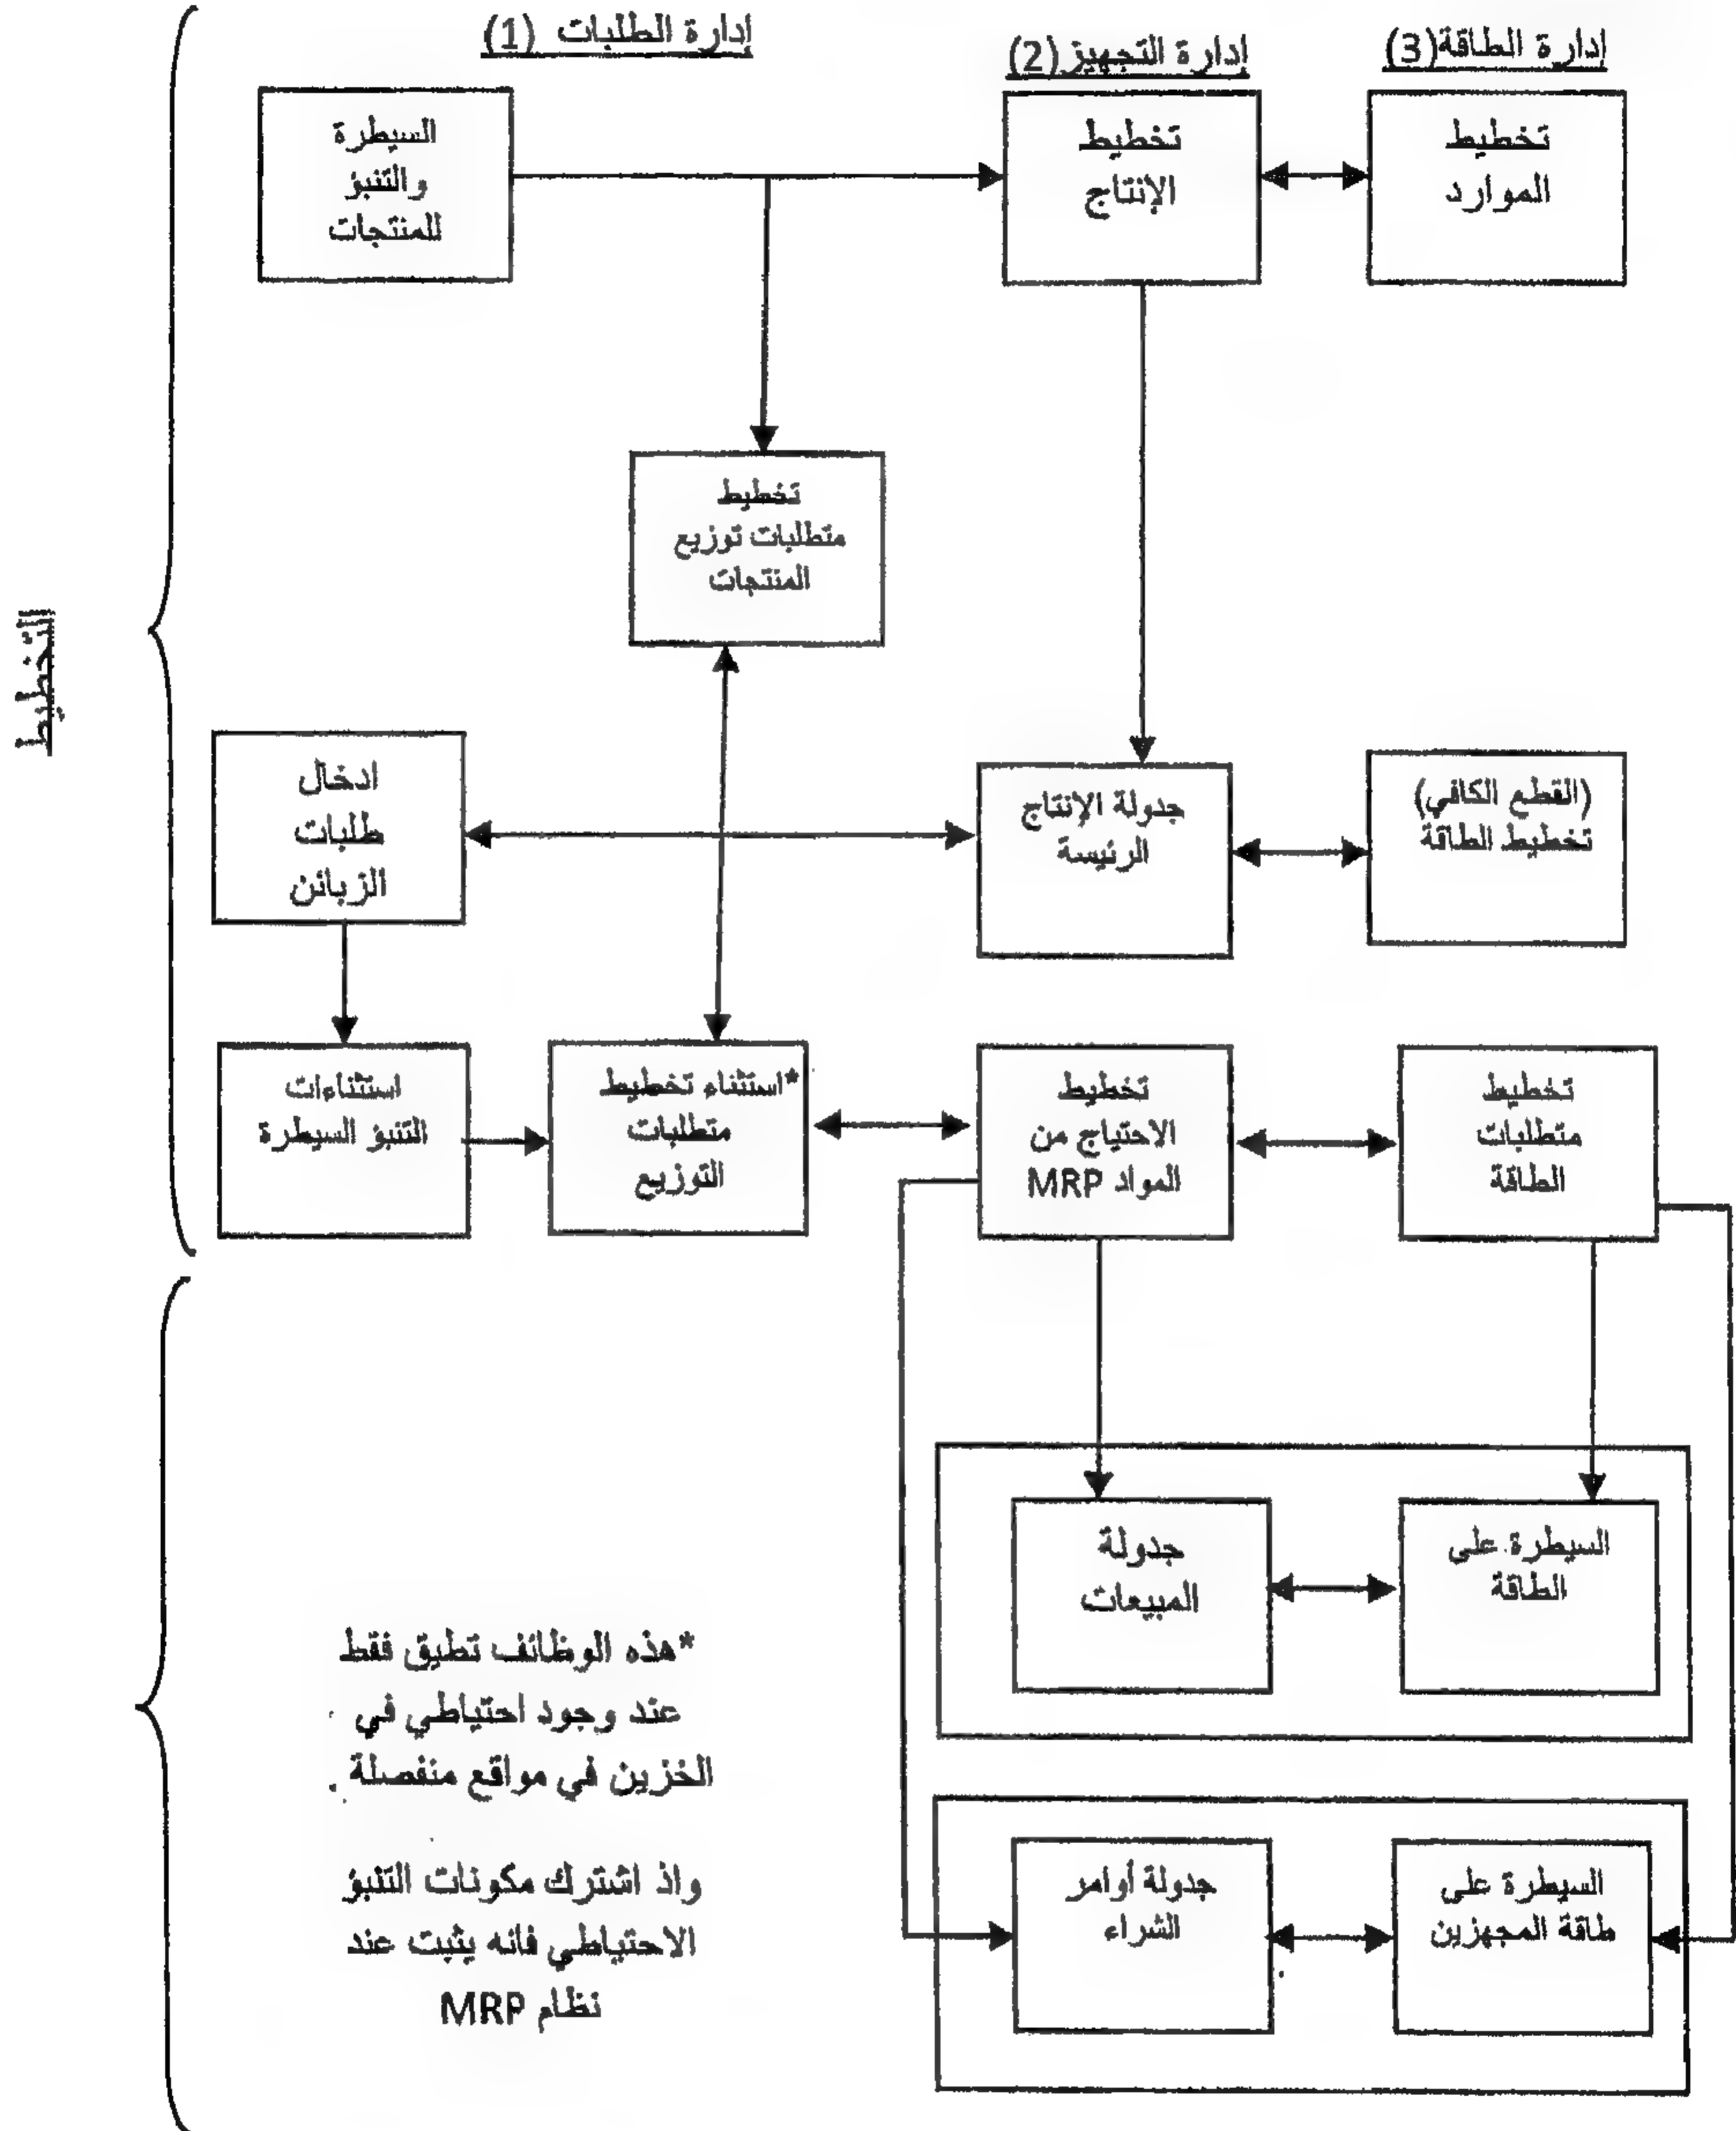 إدارة الطلبات (1)
إدارة التجهيز(2)
إدارة الطاقة(3)
السيطرة
والتنبؤ
للمنتجات
تخطيط
الإنتاج
تخطيط
الموارد
تخطيط
متطلبات توزيع
المنتجات
التخطيط
ادخال
طلبات
الزبائن
جدولة الإنتاج
الرئيسة
(القطع الكافي)
تخطيط الطاقة
استثناءات
التنبؤ السيطرة
*استثناء تخطيط
متطلبات
التوزيع
تخطيط
الاحتياج من
المواد MRP
تخطيط
متطلبات
الطاقة
جدولة
المبيعات
السيطرة على
الطاقة
*هذه الوظائف تطبق فقط
عند وجود احتياطي في
الخزين في مواقع منفصلة .
واذ اشترك مكونات التنبؤ
الاحتياطي فانه يثبت عند
نظام MRP
جدولة أوامر
الشراء
السيطرة على
طاقة المجهزين